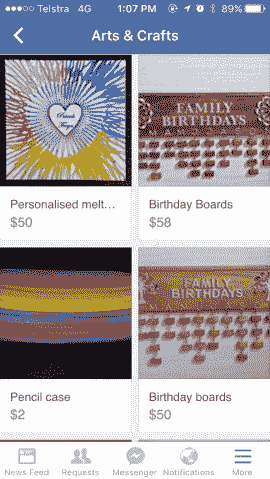 Telstra 4G 1:07 PM 89%
Arts & Crafts
FAMILY
BIRTHDAYS
Personalised melt...
$50
Birthday Boards
$58
FAMILY
BIRTHDAYS
Pencil case
$2
Birthday boards
$50
News Feed Requests Messenger Notifications More